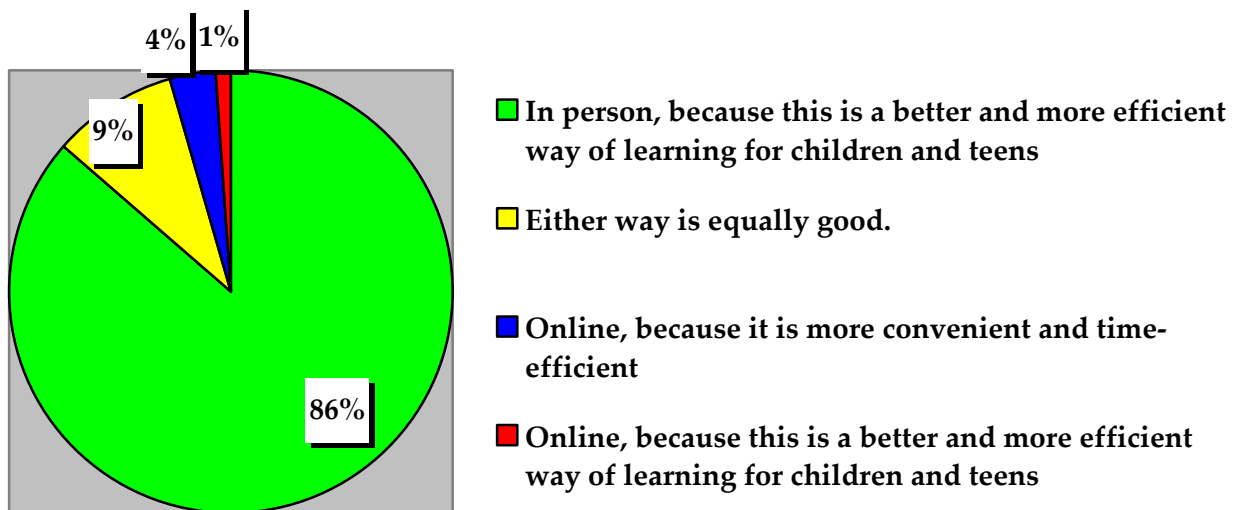 4% 1%
9%
86%
In person, because this is a better and more efficient
way of learning for children and teens
Either way is equally good.
Online, because it is more convenient and time-
efficient
Online, because this is a better and more efficient
way of learning for children and teens